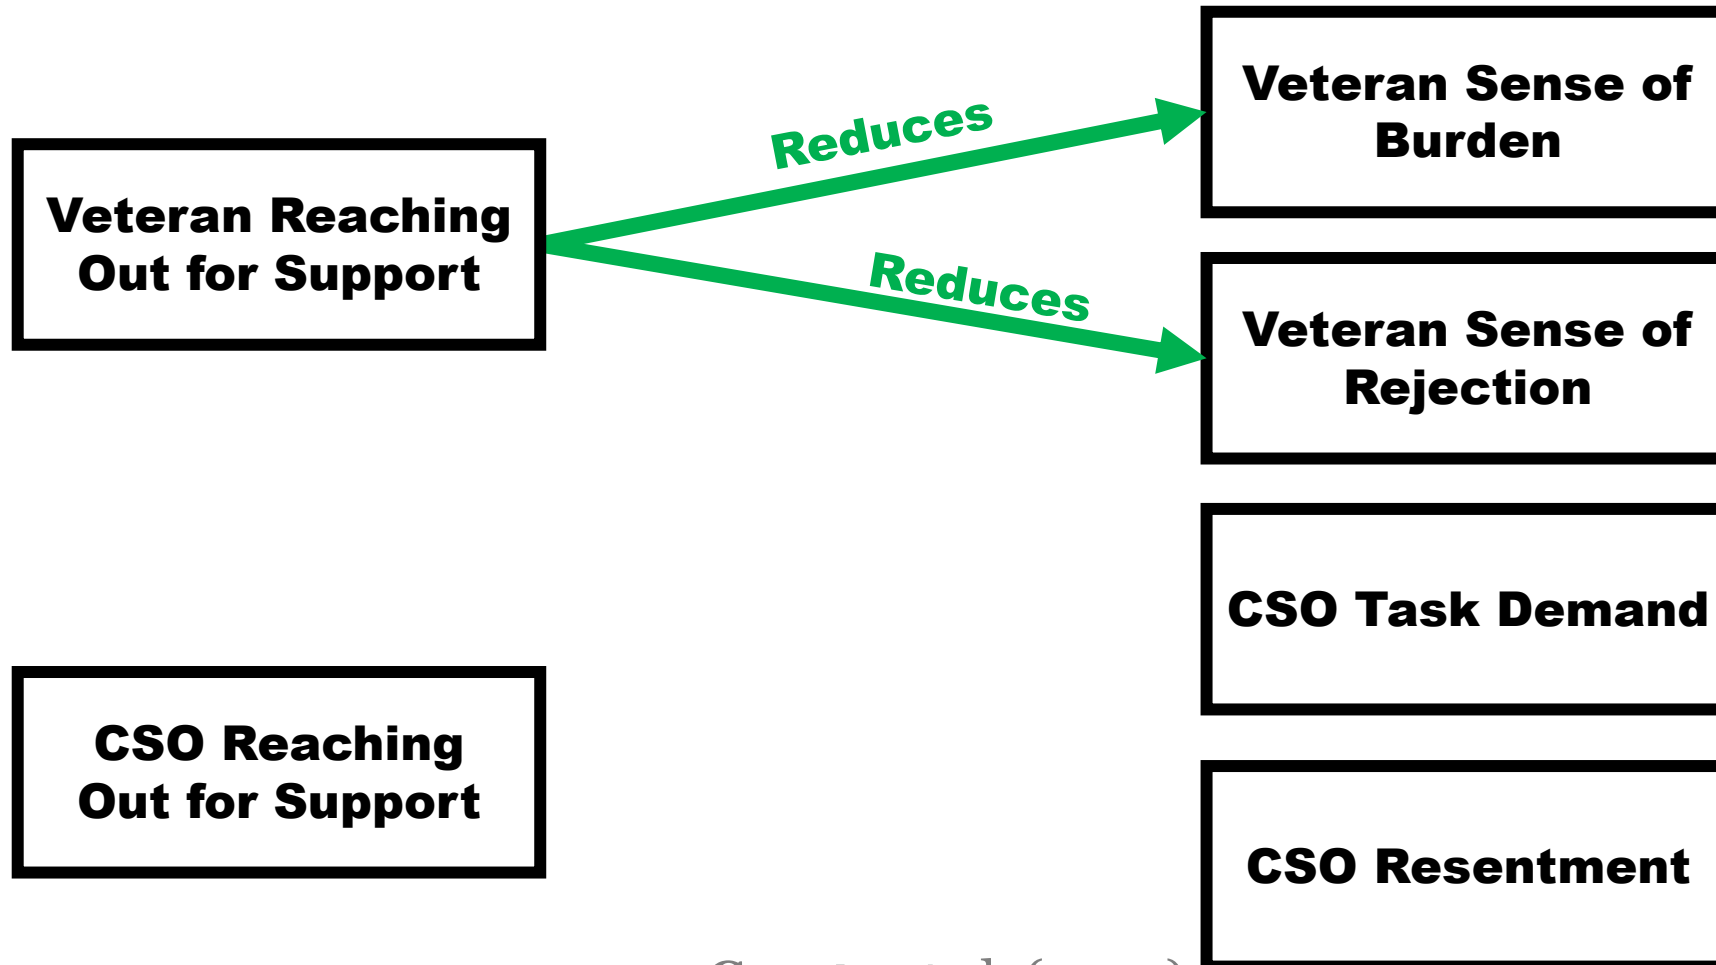 Veteran Reaching
Out for Support
Reduces
Reduces
Veteran Sense of
Burden
Veteran Sense of
Rejection
CSO Task Demand
CSO Reaching
Out for Support
CSO Resentment